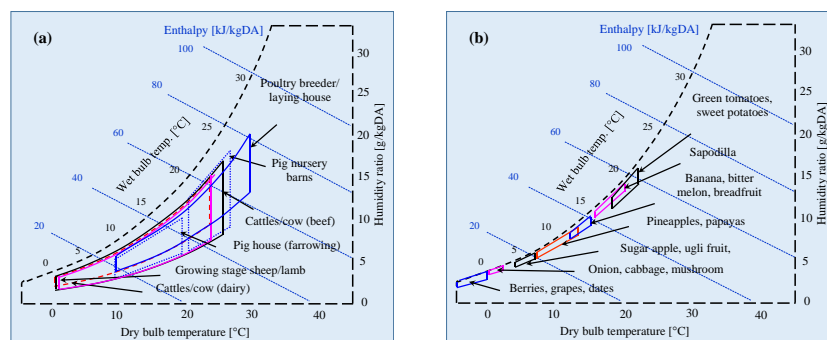 (a)
Enthalpy [kJ/kgDA]
100
80
60
40
20
Wet bulb temp. [°C]
0
5
10
15
20
25
30
Poultry breeder/
laying house
Pig nursery
barns
Cattles/cow (beef)
Pig house (farrowing)
Growing stage sheep/lamb
Cattles/cow (dairy)
30
25
20
15
10
5
0
Humidity ratio [g/kgDA]
0
10
20
30
40
Dry bulb temperature [°C]
(b)
Enthalpy [kJ/kgDA]
100
80
60
40
20
Wet bulb temp. [°C]
0
5
10
15
20
25
30
Green tomatoes,
sweet potatoes
Sapodilla
Banana, bitter
melon, breadfruit
Pineapples, papayas
Sugar apple, ugli fruit,
Onion, cabbage, mushroom
Berries, grapes, dates
30
25
20
15
10
5
0
Humidity ratio [g/kgDA]
0
10
20
30
40
Dry bulb temperature [°C]